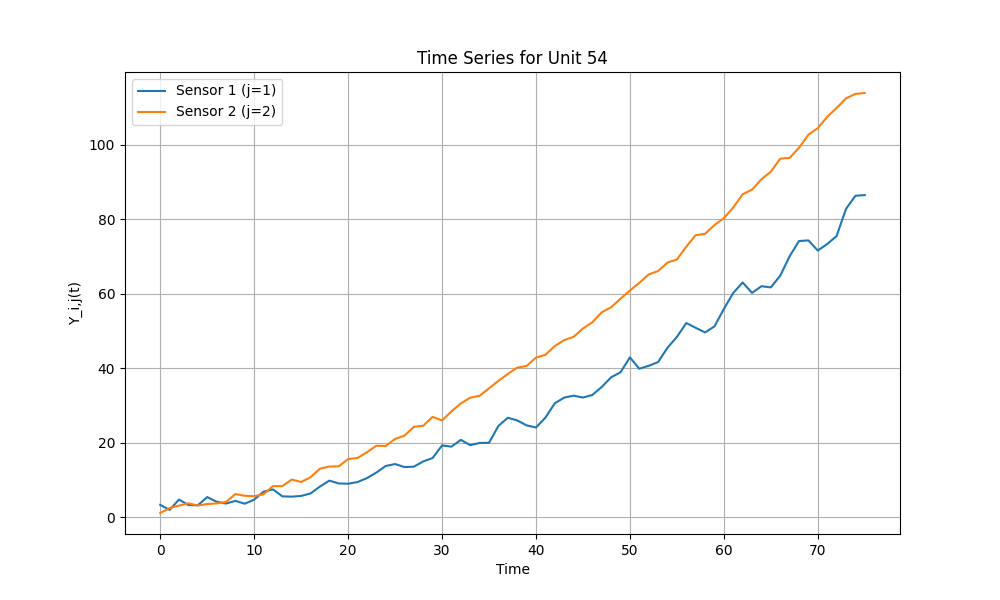 Time Series for Unit 54
Sensor 1 (j=1)
Sensor 2 (j=2)
Y_i,j(t)
100
80
60
40
20
0
0 10 20 30 40 50 60 70
Time